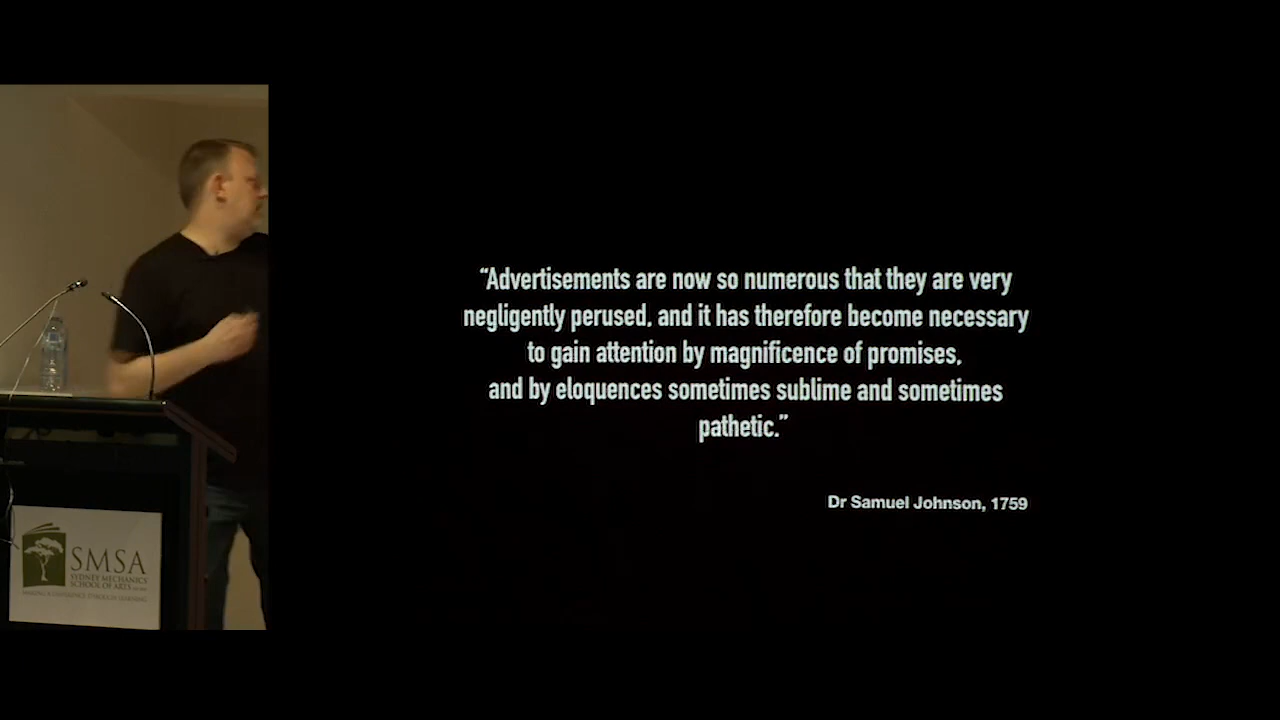 “Advertisements are now so numerous that they are very
negligently perused, and it has therefore become necessary
to gain attention by magnificence of promises,
and by eloquences sometimes sublime and sometimes
pathetic.”
Dr Samuel Johnson, 1759
SMSA
SYDNEY MECHANICS'
SCHOOL OF ARTS